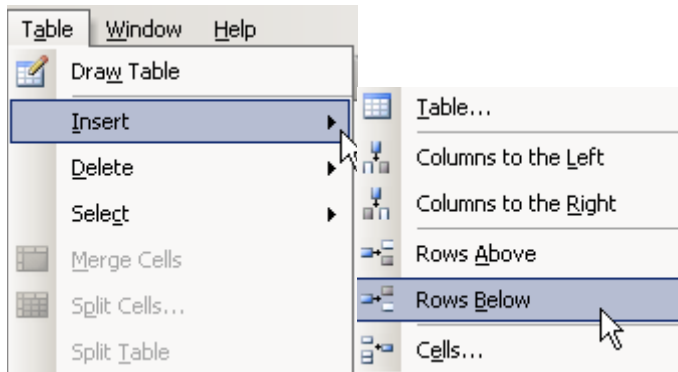 Table Window Help
Draw Table
Insert
Delete
Select
Merge Cells
Split Cells...
Split Table
Table...
Columns to the Left
Columns to the Right
Rows Above
Rows Below
Cells...